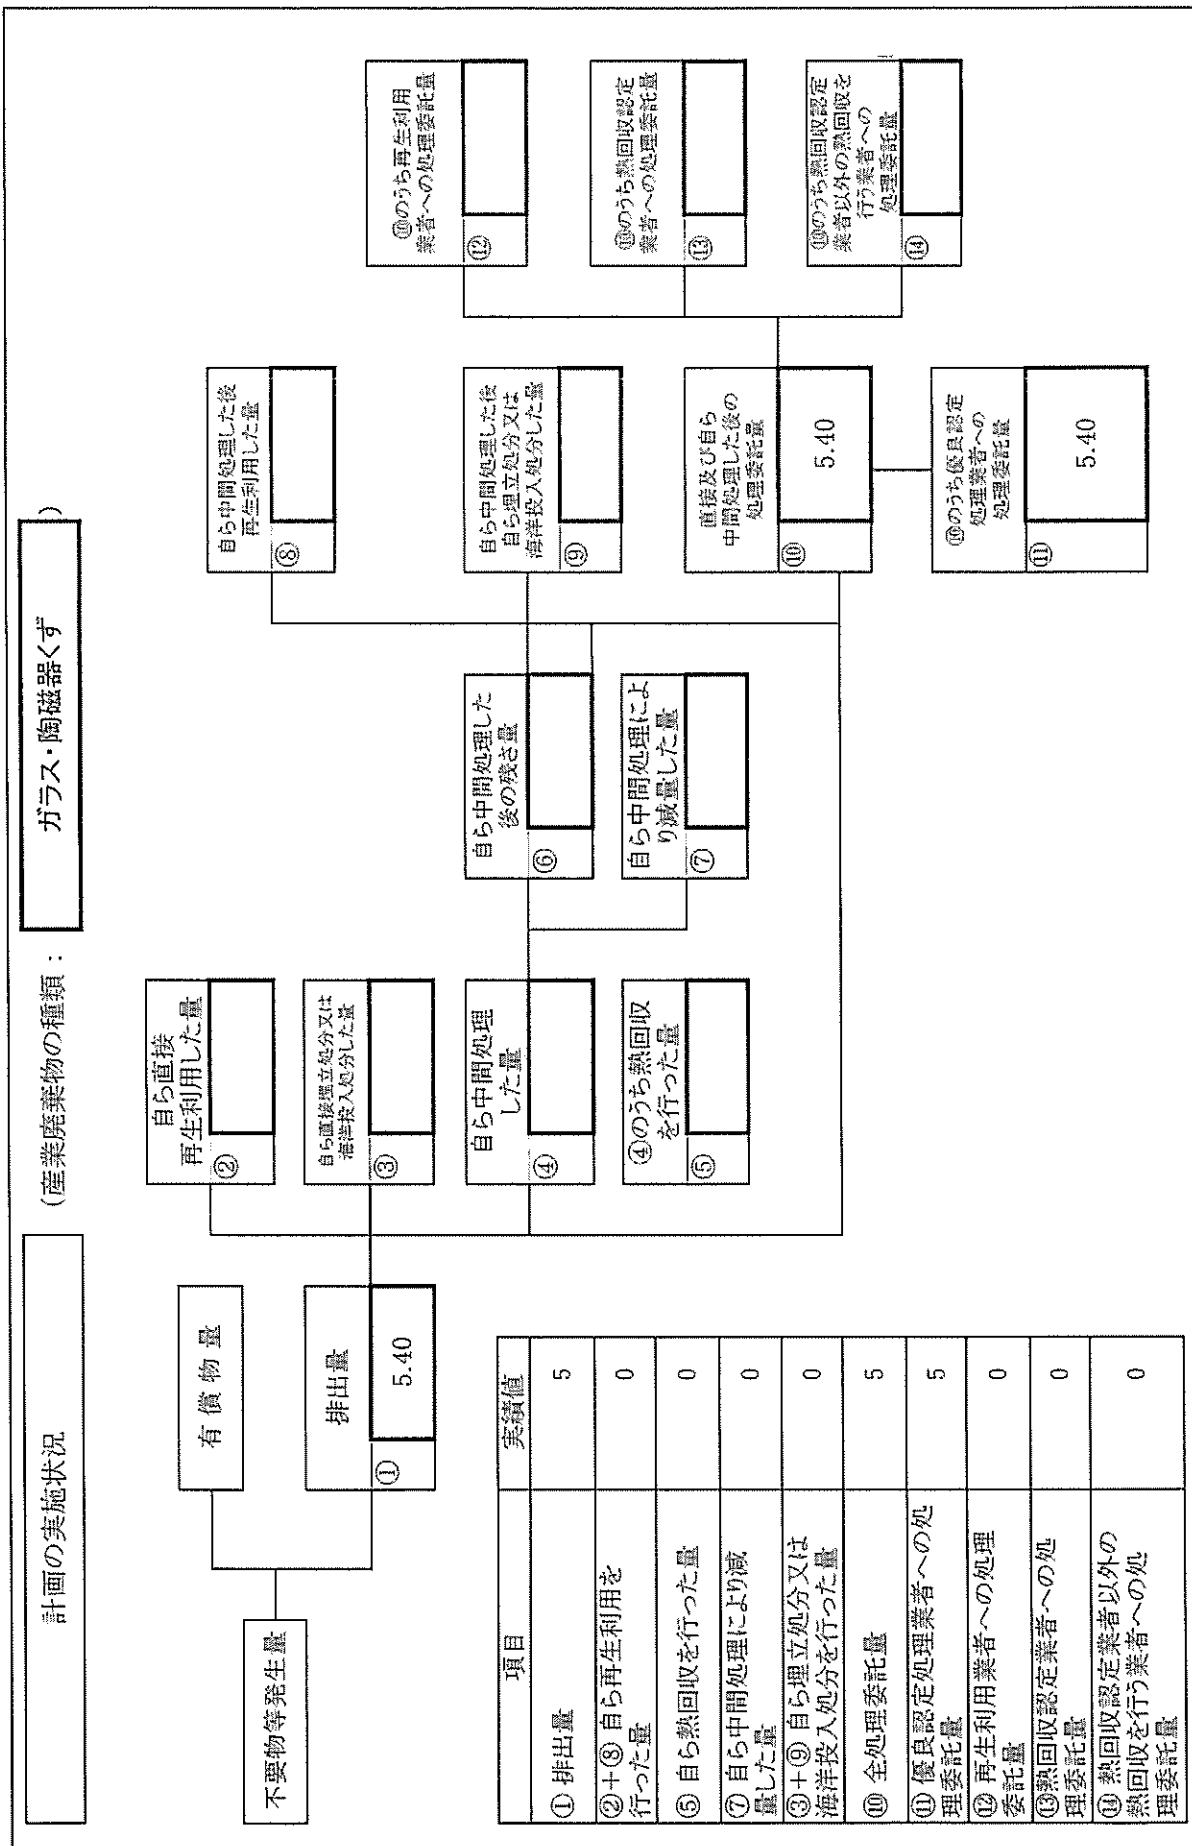 計画の実施状況
(産業廃棄物の種類：
ガラス・陶磁器くず
)
不要物等発生量
有償物量
排出量
①
5.40
自ら直接
再生利用した量
②
自ら直接埋立処分又は
海洋投入処分した量
③
自ら中間処理
した量
④
④のうち熱回収
を行った量
⑤
自ら中間処理した
後の残さ量
⑥
自ら中間処理によ
り減量した量
⑦
自ら中間処理した後
再生利用した量
⑧
自ら中間処理した後
自ら埋立処分又は
海洋投入処分した量
⑨
直接及び自ら
中間処理した後の
処理委託量
⑩
5.40
⑩のうち優良認定
処理業者への
処理委託量
⑪
5.40
⑩のうち再生利用
業者への処理委託量
⑫
⑩のうち熱回収認定
業者への処理委託量
⑬
⑩のうち熱回収認定
業者以外の熱回収を
行う業者への
処理委託量
⑭
項目 実績値
① 排出量 5
②＋⑧ 自ら再生利用を
行った量 0
⑤ 自ら熱回収を行った量 0
⑦ 自ら中間処理により減
量した量 0
③＋⑨ 自ら埋立処分又は
海洋投入処分を行った量 0
⑩ 全処理委託量 5
⑪ 優良認定処理業者への処
理委託量 5
⑫ 再生利用業者への処理
委託量 0
⑬熱回収認定業者への処
理委託量 0
⑭ 熱回収認定業者以外の
熱回収を行う業者への処
理委託量 0